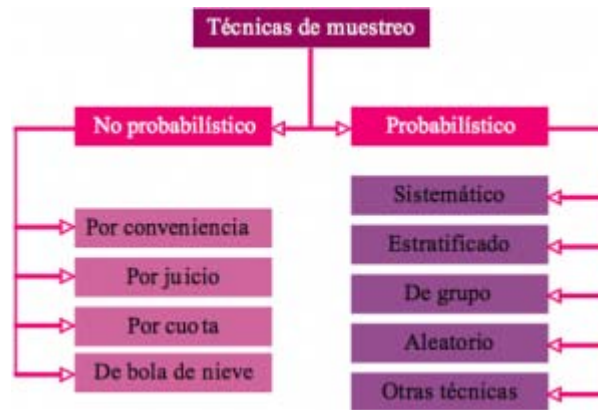 Técnicas de muestreo
No probabilístico
Probabilístico
Por conveniencia
Por juicio
Por cuota
De bola de nieve
Sistemático
Estratificado
De grupo
Aleatorio
Otras técnicas